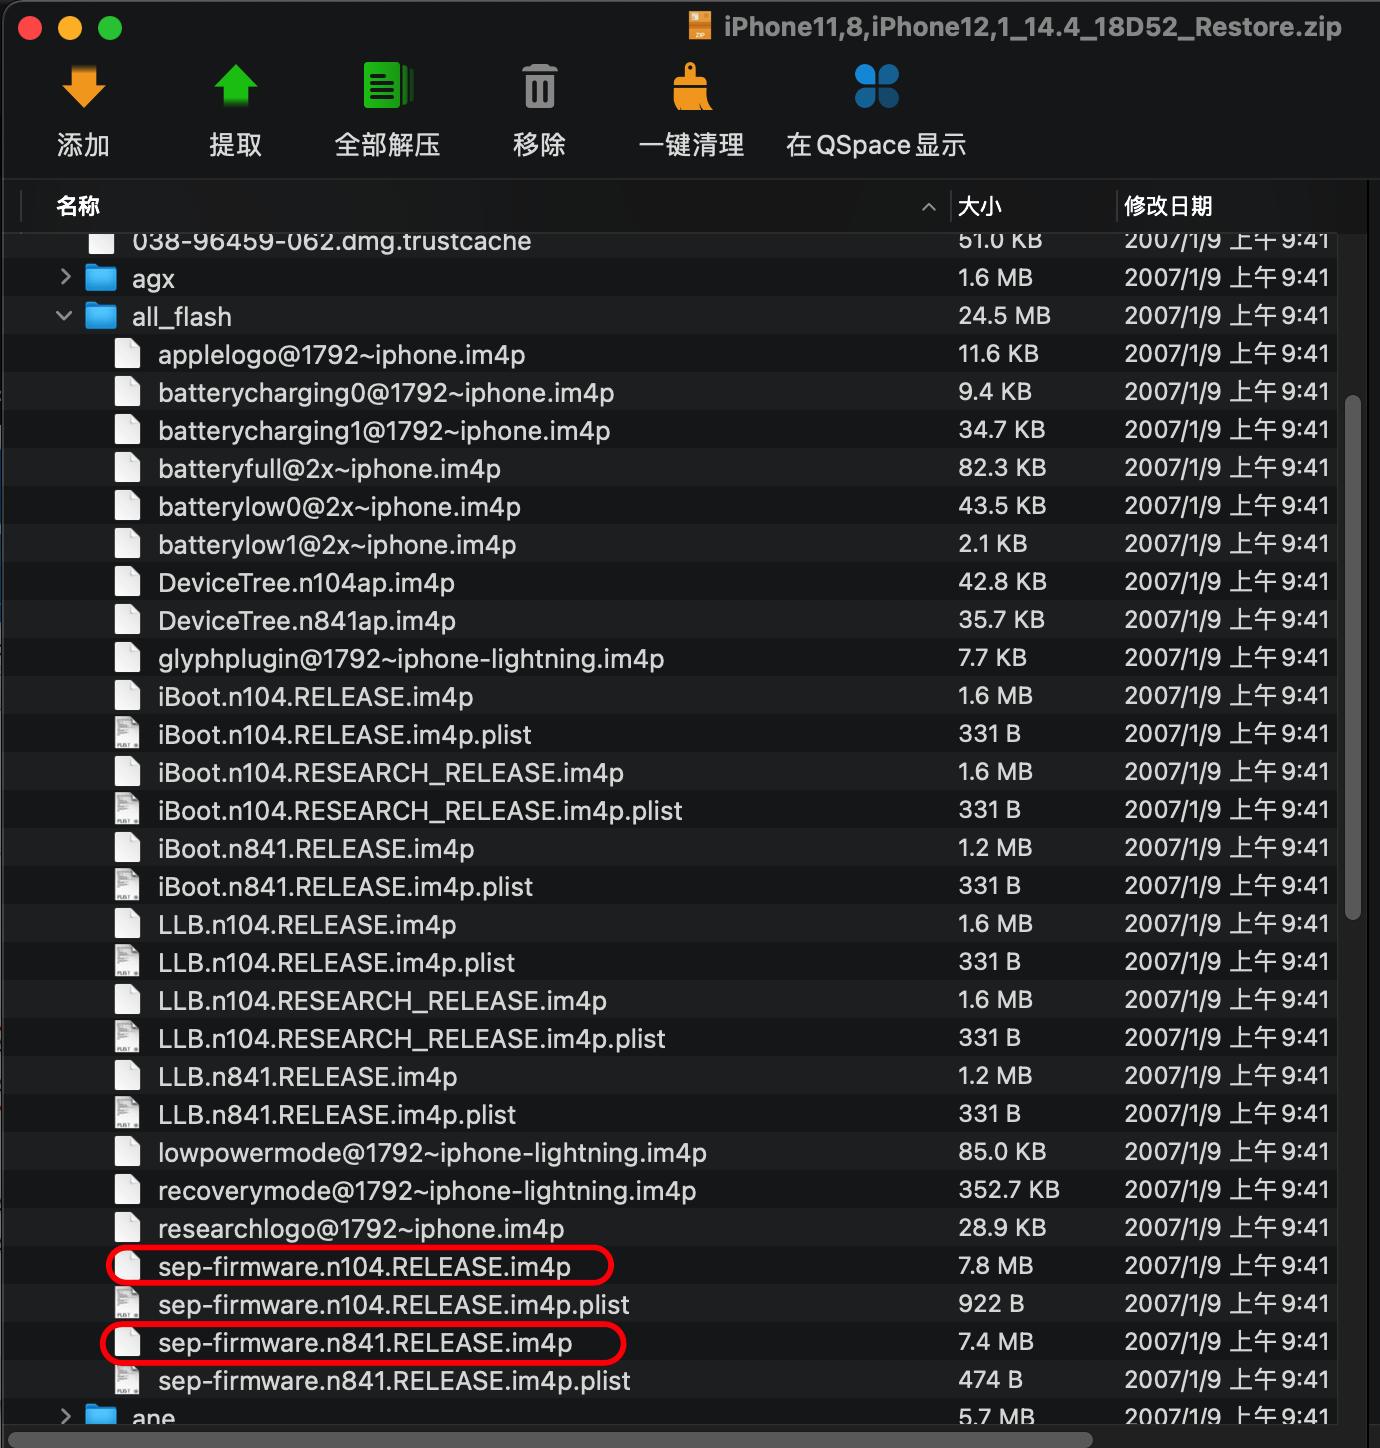 iPhone11,8,iPhone12,1_14.4_18D52_Restore.zip
添加 提取 全部解压 移除 一键清理 在QSpace显示
名称 大小 修改日期
038-96459-062.dmg.trustcache 51.0 KB 2007/1/9 上午9:41
agx 1.6 MB 2007/1/9 上午9:41
all_flash 24.5 MB 2007/1/9 上午9:41
applelogo@1792~iphone.im4p 11.6 KB 2007/1/9 上午9:41
batterycharging0@1792~iphone.im4p 9.4 KB 2007/1/9 上午9:41
batterycharging1@1792~iphone.im4p 34.7 KB 2007/1/9 上午9:41
batteryfull@2x~iphone.im4p 82.3 KB 2007/1/9 上午9:41
batterylow0@2x~iphone.im4p 43.5 KB 2007/1/9 上午9:41
batterylow1@2x~iphone.im4p 2.1 KB 2007/1/9 上午9:41
DeviceTree.n104ap.im4p 42.8 KB 2007/1/9 上午9:41
DeviceTree.n841ap.im4p 35.7 KB 2007/1/9 上午9:41
glyphplugin@1792~iphone-lightning.im4p 7.7 KB 2007/1/9 上午9:41
iBoot.n104.RELEASE.im4p 1.6 MB 2007/1/9 上午9:41
iBoot.n104.RELEASE.im4p.plist 331 B 2007/1/9 上午9:41
iBoot.n104.RESEARCH_RELEASE.im4p 1.6 MB 2007/1/9 上午9:41
iBoot.n104.RESEARCH_RELEASE.im4p.plist 331 B 2007/1/9 上午9:41
iBoot.n841.RELEASE.im4p 1.2 MB 2007/1/9 上午9:41
iBoot.n841.RELEASE.im4p.plist 331 B 2007/1/9 上午9:41
LLB.n104.RELEASE.im4p 1.6 MB 2007/1/9 上午9:41
LLB.n104.RELEASE.im4p.plist 331 B 2007/1/9 上午9:41
LLB.n104.RESEARCH_RELEASE.im4p 1.6 MB 2007/1/9 上午9:41
LLB.n104.RESEARCH_RELEASE.im4p.plist 331 B 2007/1/9 上午9:41
LLB.n841.RELEASE.im4p 1.2 MB 2007/1/9 上午9:41
LLB.n841.RELEASE.im4p.plist 331 B 2007/1/9 上午9:41
lowpowermode@1792~iphone-lightning.im4p 85.0 KB 2007/1/9 上午9:41
recoverymode@1792~iphone-lightning.im4p 352.7 KB 2007/1/9 上午9:41
researchlogo@1792~iphone.im4p 28.9 KB 2007/1/9 上午9:41
sep-firmware.n104.RELEASE.im4p 7.8 MB 2007/1/9 上午9:41
sep-firmware.n104.RELEASE.im4p.plist 922 B 2007/1/9 上午9:41
sep-firmware.n841.RELEASE.im4p 7.4 MB 2007/1/9 上午9:41
sep-firmware.n841.RELEASE.im4p.plist 474 B 2007/1/9 上午9:41
ane 5.7 MB 2007/1/9 上午9:41